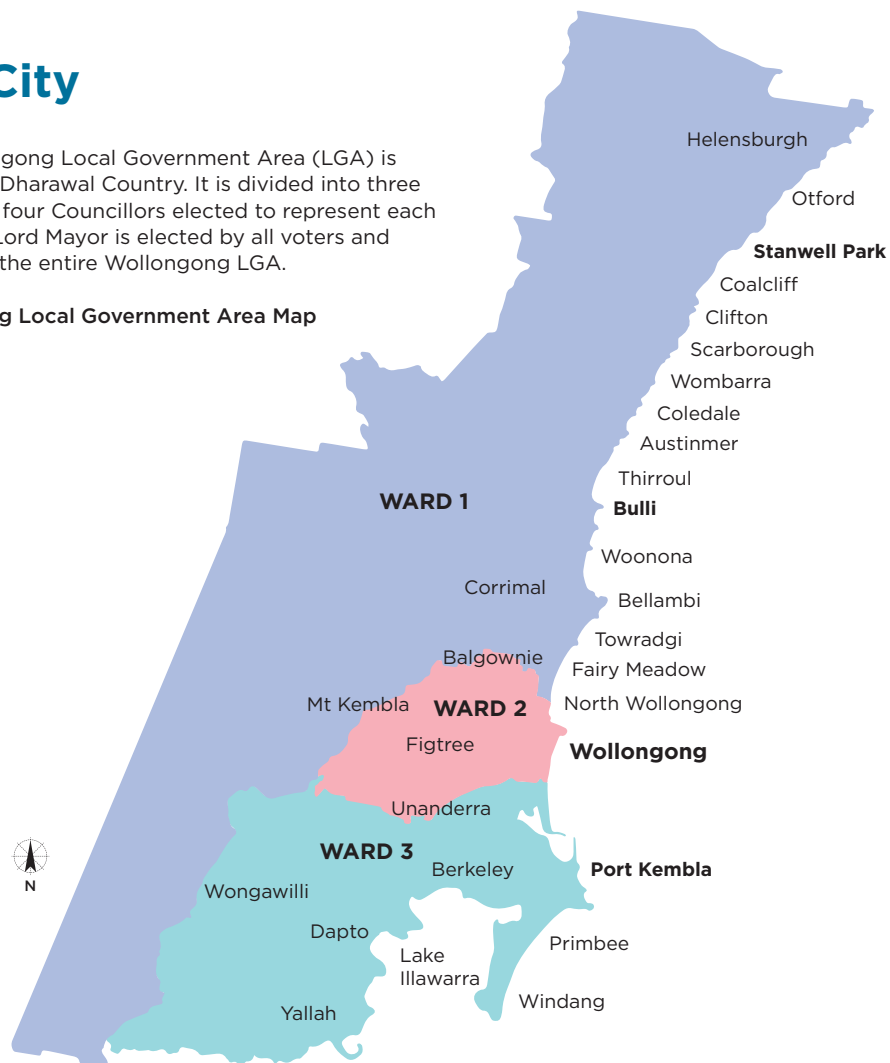 City
gong Local Government Area (LGA) is
Dharawal Country. It is divided into three
four Councillors elected to represent each
Lord Mayor is elected by all voters and
the entire Wollongong LGA.
g Local Government Area Map
Helensburgh
Otford
Stanwell Park
Coalcliff
Clifton
Scarborough
Wombarra
Coledale
Austinmer
Thirroul
WARD 1
Bulli
Woonona
Corrimal
Bellambi
Towradgi
Balgownie
Fairy Meadow
Mt Kembla
WARD 2
North Wollongong
Figtree
Wollongong
Unanderra
WARD 3
Berkeley
Port Kembla
N
Wongawilli
Dapto
Primbee
Lake
Illawarra
Windang
Yallah